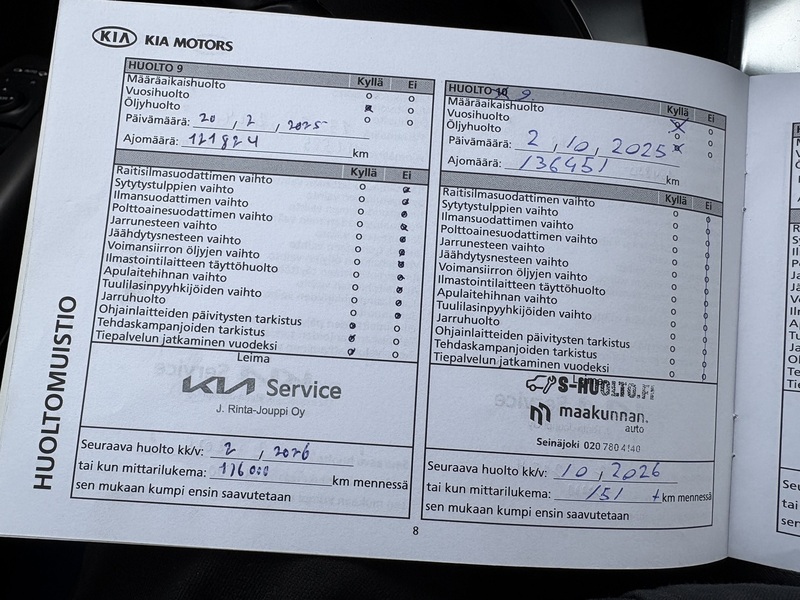 KIA KIA MOTORS
HUOLTO 9 Kyllä Ei
Määräaikaishuolto o o
Vuosihuolto o
Öljyhuolto o o
Päivämäärä: 20, 2, 2025
Ajomäärä: 121824 km
Kyllä Ei
Raitisilmasuodattimen vaihto o
Sytytystulppien vaihto o
Ilmansuodattimen vaihto o
Polttoainesuodattimen vaihto o
Jarrunesteen vaihto o
Jäähdytysnesteen vaihto o
Voimansiirron öljyjen vaihto o
Ilmastointilaitteen täyttöhuolto o
Apulaitehihnan vaihto o
Tuulilasinpyyhkijöiden vaihto o
Jarruhuolto o
Ohjainlaitteiden päivitysten tarkistus
Tehdaskampanjoiden tarkistus o
Tiepalvelun jatkaminen vuodeksi o
Leima
KIA Service
J. Rinta-Jouppi Oy
Seuraava huolto kk/v: 2, 2026
tai kun mittarilukema: km mennessä
sen mukaan kumpi ensin saavutetaan
HUOLTO 10 9 Kyllä Ei
Määräaikaishuolto o
Vuosihuolto o o
Öljyhuolto o
Päivämäärä: 2, 10, 2025
Ajomäärä: 136451 km
Kyllä Ei
Raitisilmasuodattimen vaihto o o
Sytytystulppien vaihto o o
Ilmansuodattimen vaihto o o
Polttoainesuodattimen vaihto o o
Jarrunesteen vaihto o o
Jäähdytysnesteen vaihto o o
Voimansiirron öljyjen vaihto o o
Ilmastointilaitteen täyttöhuolto o o
Apulaitehihnan vaihto o o
Tuulilasinpyyhkijöiden vaihto o o
Jarruhuolto o o
Ohjainlaitteiden päivitysten tarkistus o o
Tehdaskampanjoiden tarkistus o o
Tiepalvelun jatkaminen vuodeksi o o
S-HUOLTO.FI
maakunnan.
auto
Seinäjoki 020 780 4140
Seuraava huolto kk/v: 10, 2026
tai kun mittarilukema: 151 t km mennessä
sen mukaan kumpi ensin saavutetaan
HUOLTOMUISTIO
8